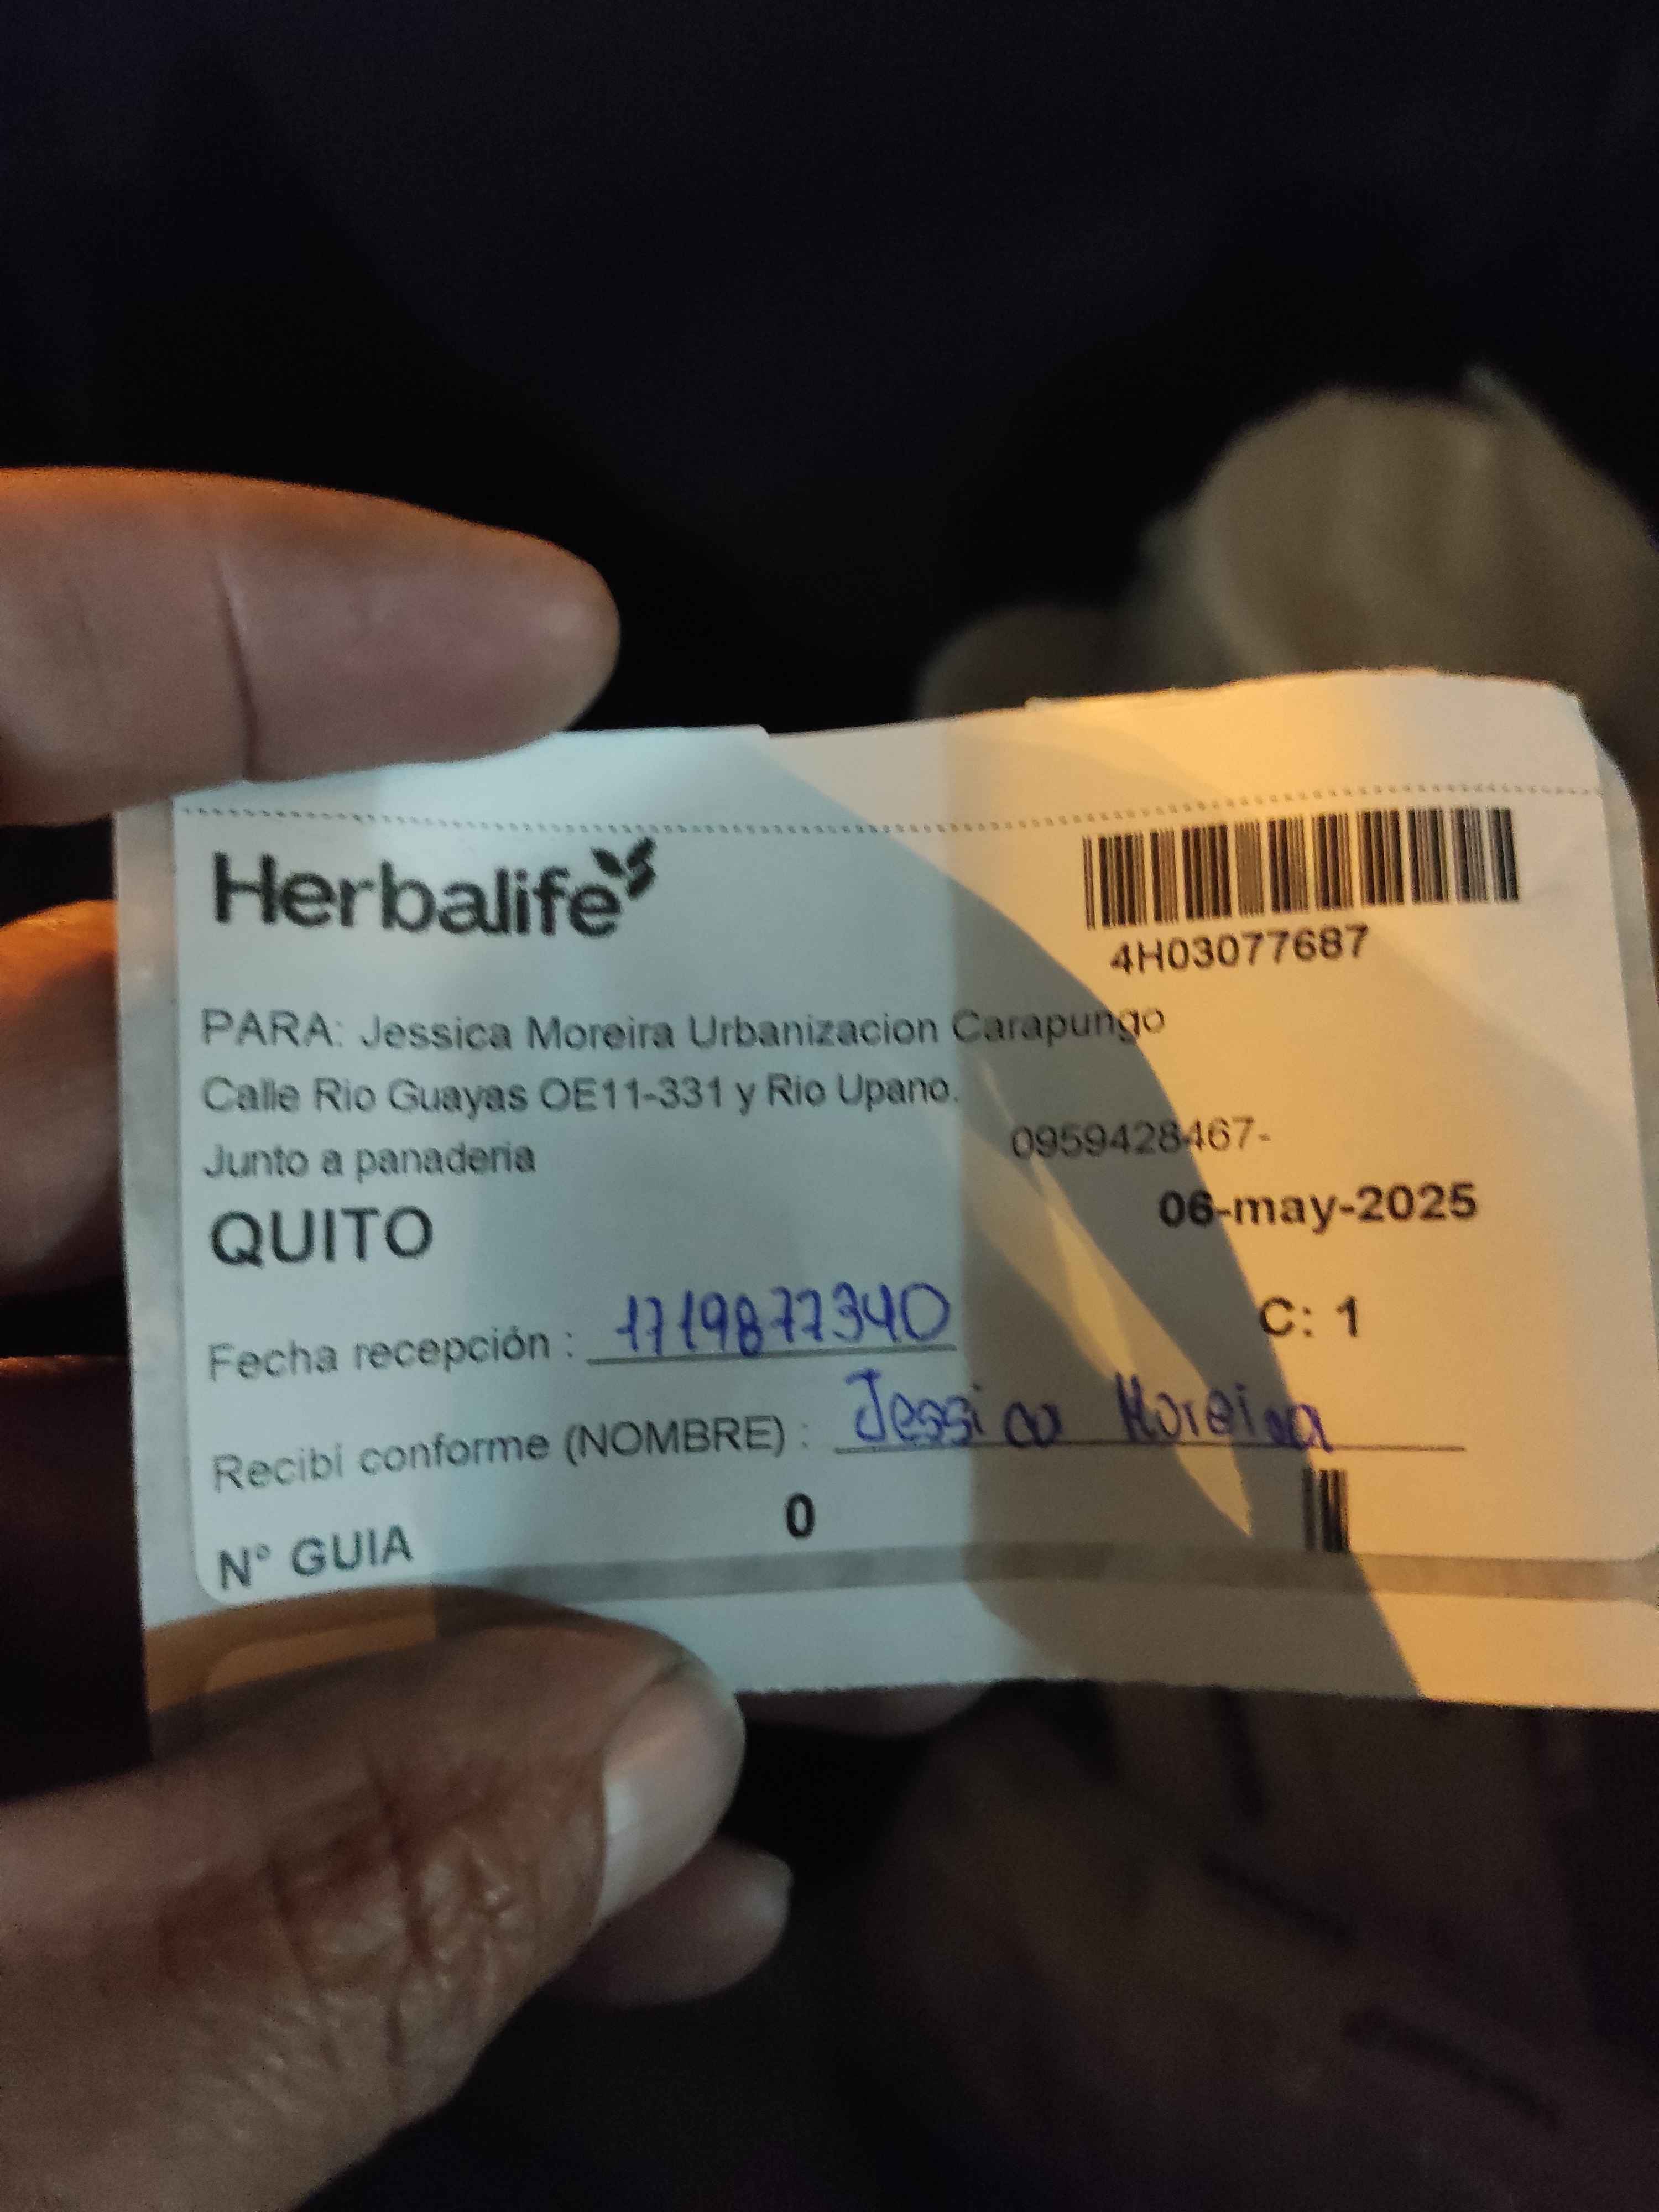 Herbalife
4H03077687
PARA: Jessica Moreira Urbanizacion Carapungo
Calle Rio Guayas OE11-331 y Rio Upano.
Junto a panaderia
0959428467-
QUITO
06-may-2025
Fecha recepción : 1719877340
C: 1
Recibí conforme (NOMBRE) : Jessica Moreira
N° GUIA 0